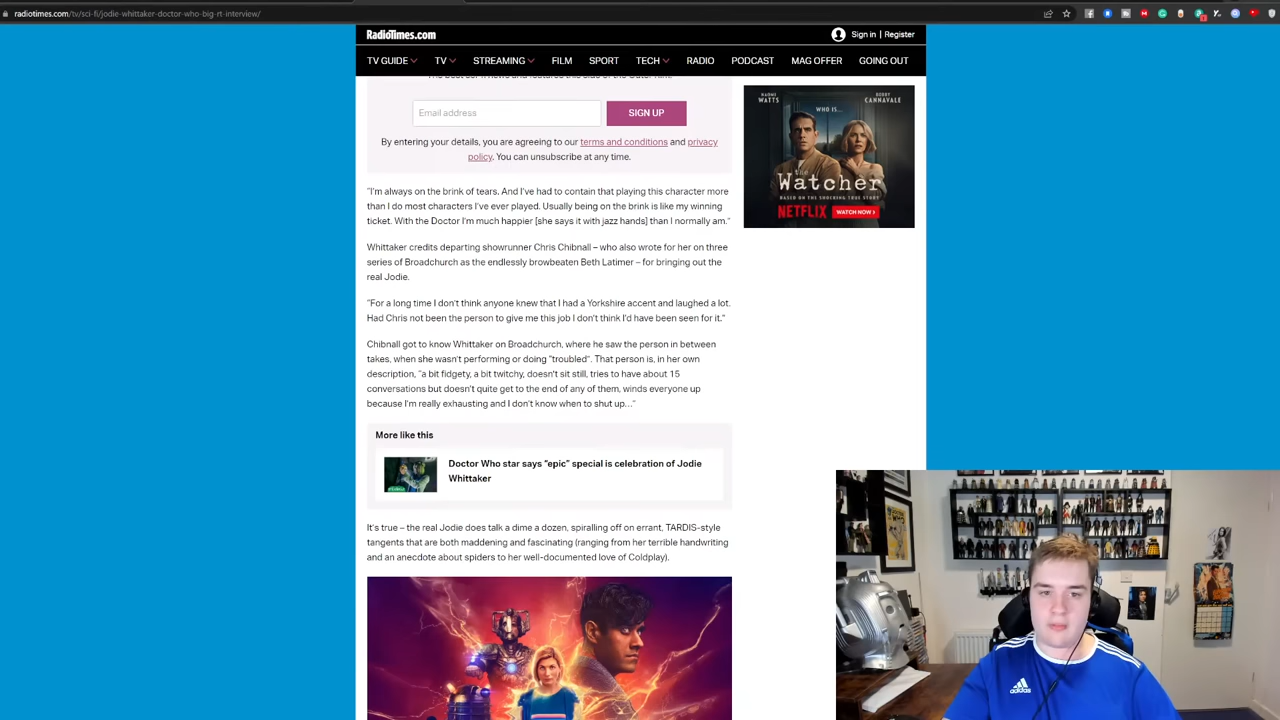 radiotimes.com/tv/sci-fi/jodie-whittaker-doctor-who-big-rt-interview/
RadioTimes.com
Sign in | Register
TV GUIDE
TV
STREAMING
FILM
SPORT
TECH
RADIO
PODCAST
MAG OFFER
GOING OUT
Email address
SIGN UP
By entering your details, you are agreeing to our terms and conditions and privacy
policy. You can unsubscribe at any time.
NAOMI WATTS
BOBBY CANNAVALE
WHO IS...
the
Watcher
BASED ON THE SHOCKING TRUE STORY
NETFLIX WATCH NOW
"I'm always on the brink of tears. And I've had to contain that playing this character more
than I do most characters I've ever played. Usually being on the brink is like my winning
ticket. With the Doctor I'm much happier [she says it with jazz hands] than I normally am."
Whittaker credits departing showrunner Chris Chibnall – who also wrote for her on three
series of Broadchurch as the endlessly browbeaten Beth Latimer – for bringing out the
real Jodie.
"For a long time I don't think anyone knew that I had a Yorkshire accent and laughed a lot.
Had Chris not been the person to give me this job I don't think I'd have been seen for it."
Chibnall got to know Whittaker on Broadchurch, where he saw the person in between
takes, when she wasn't performing or doing "troubled". That person is, in her own
description, "a bit fidgety, a bit twitchy, doesn't sit still, tries to have about 15
conversations but doesn't quite get to the end of any of them, winds everyone up
because I'm really exhausting and I don't know when to shut up…"
More like this
Doctor Who star says "epic" special is celebration of Jodie
Whittaker
It's true – the real Jodie does talk a dime a dozen, spiralling off on errant, TARDIS-style
tangents that are both maddening and fascinating (ranging from her terrible handwriting
and an anecdote about spiders to her well-documented love of Coldplay).
adidas